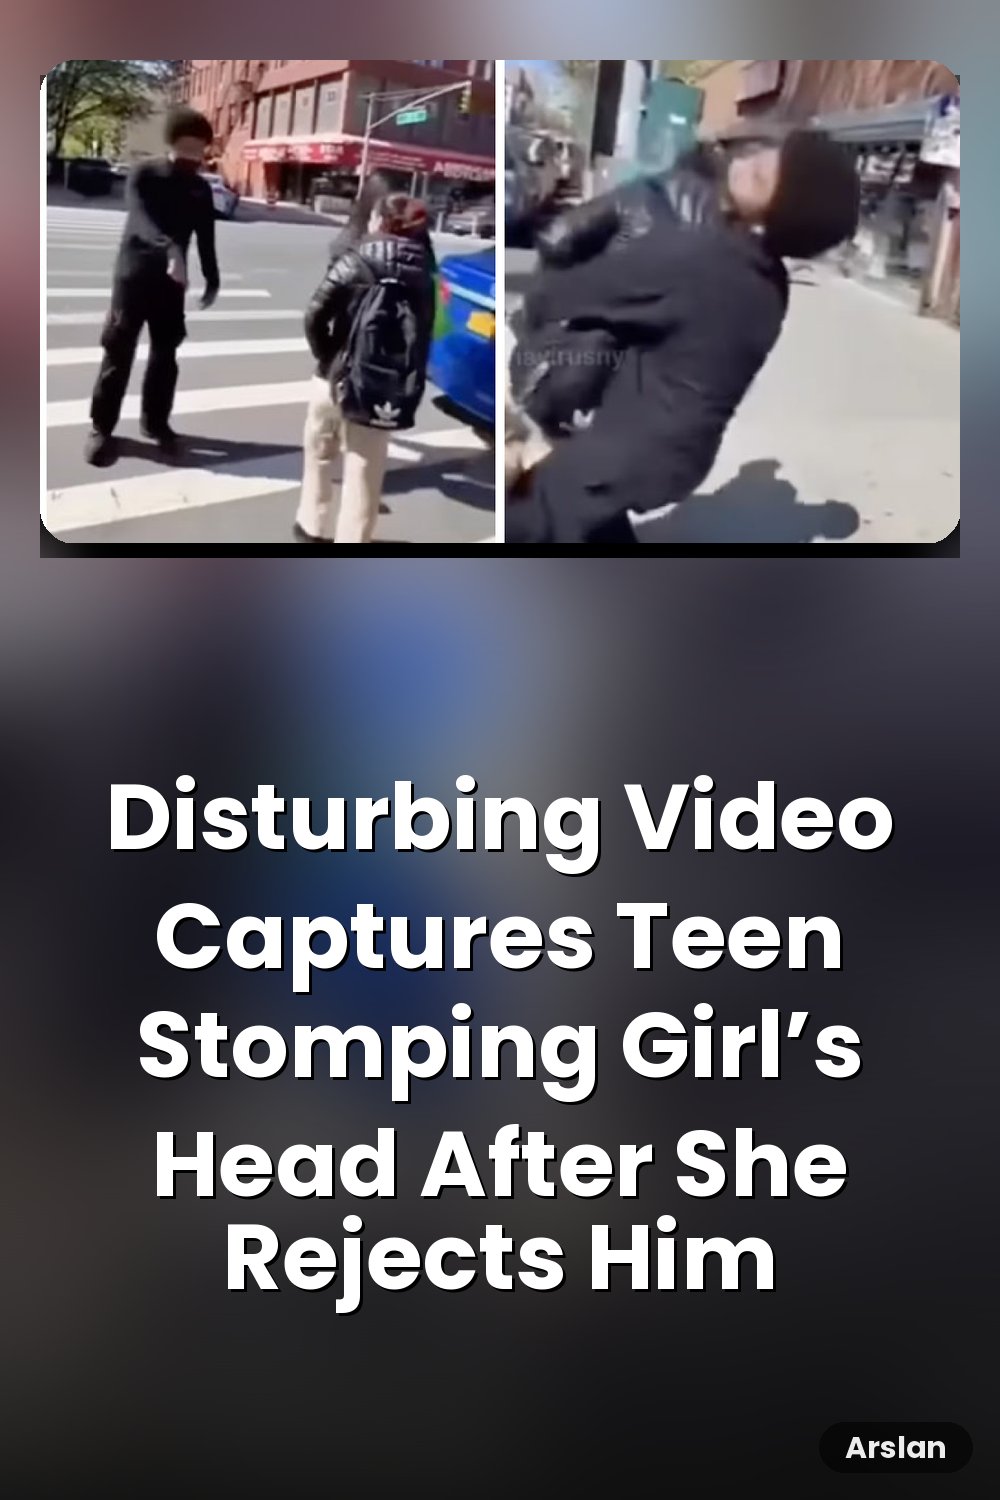 Disturbing Video
Captures Teen
Stomping Girl’s
Head After She
Rejects Him
Arslan